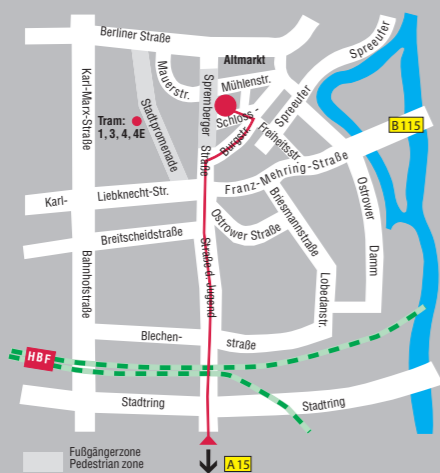 Berliner Straße
Spreeufer
Altmarkt
Mauerstr.
Mühlenstr.
Karl-Marx-Straße
Spremberger Straße
Stadtpromenade
Tram:
1, 3, 4, 4E
Schloss-
Burgstr.
Spreeufer
Freiheitsstr.
B 115
Franz-Mehring-Straße
Karl- Liebknecht-Str.
Ostrower Damm
Ostrower Straße
Briesmannstraße
Breitscheidstraße
Bahnhofstraße
Straße d. Jugend
Lobedanstr.
Blechen- straße
HBF
Stadtring
Stadtring
Fußgängerzone
Pedestrian zone
A 15